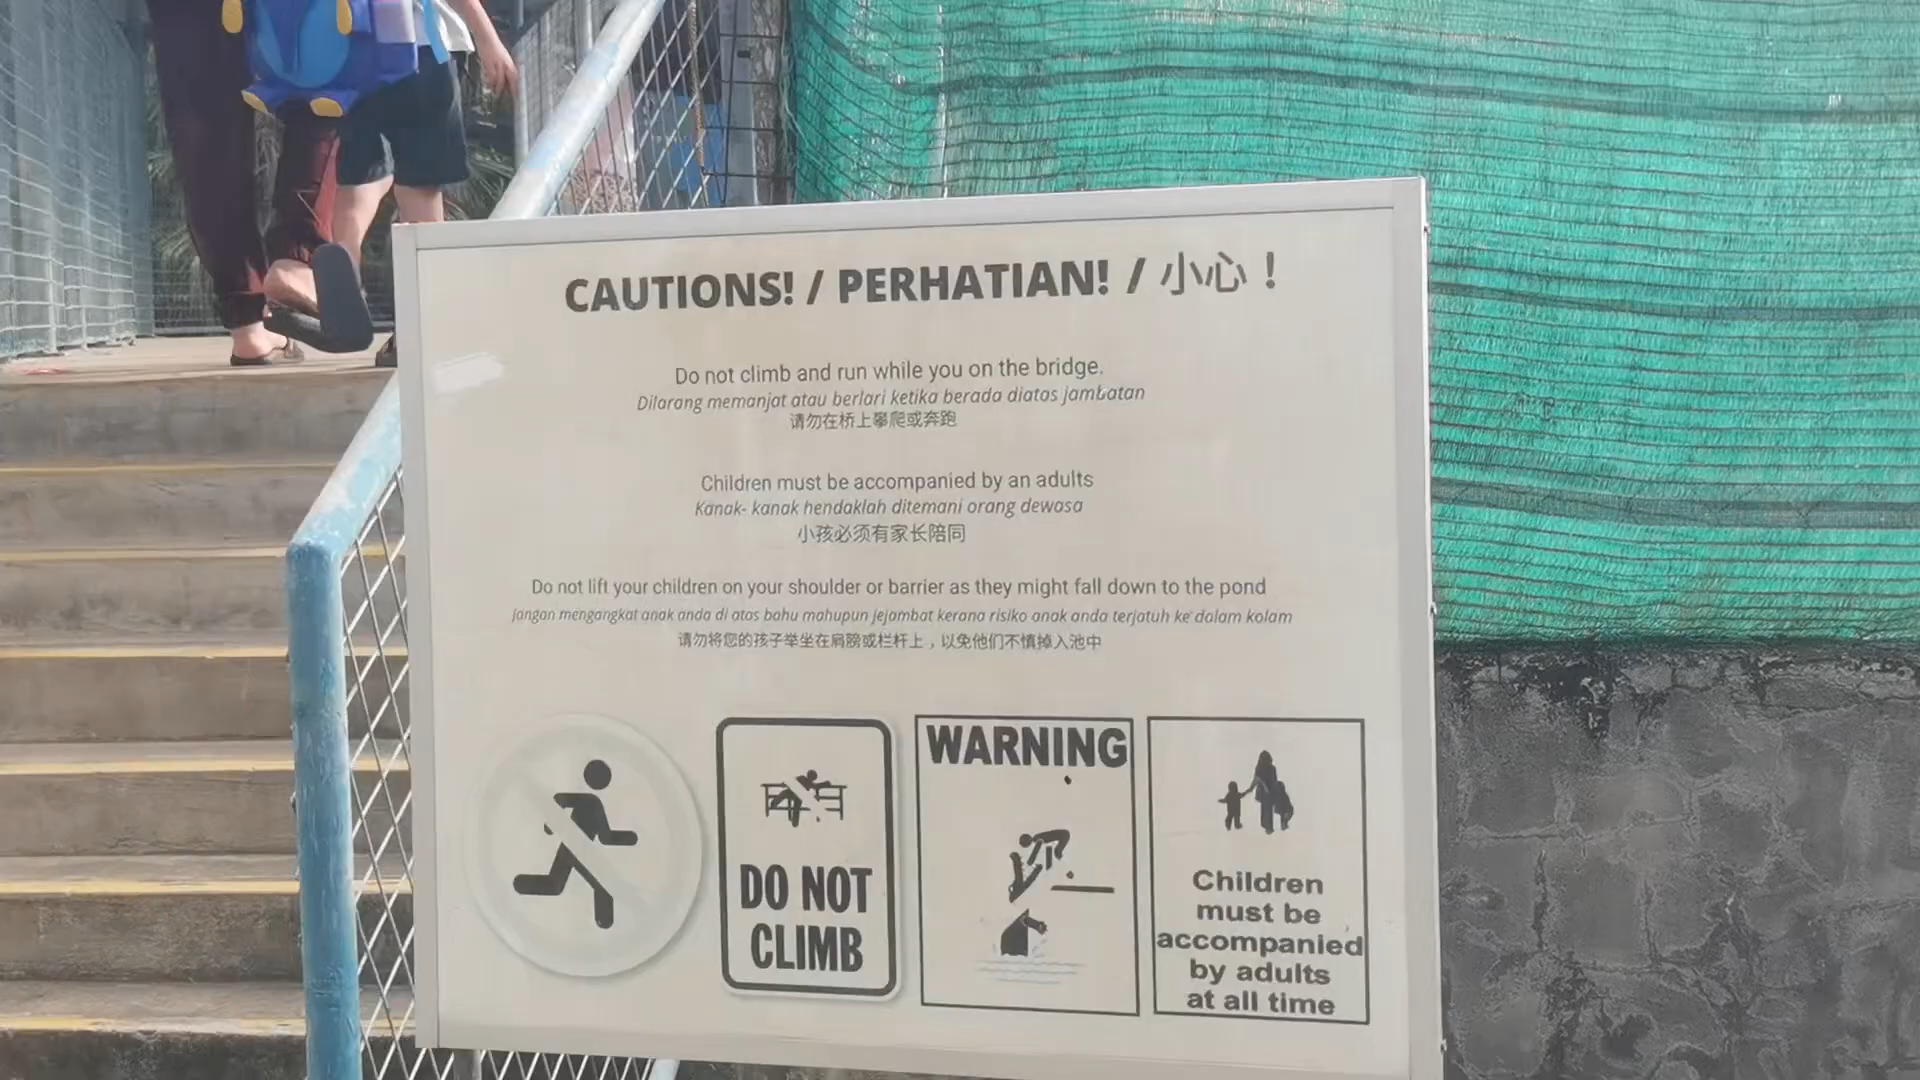 CAUTIONS! / PERHATIAN! / 小心！
Do not climb and run while you on the bridge.
Dilarang memanjat atau berlari ketika berada diatas jambatan
请勿在桥上攀爬或奔跑
Children must be accompanied by an adults
Kanak- kanak hendaklah ditemani orang dewasa
小孩必须有家长陪同
Do not lift your children on your shoulder or barrier as they might fall down to the pond
Jangan mengangkat anak anda di atas bahu mahupun jejambat kerana risiko anak anda terjatuh ke dalam kolam
请勿将您的孩子举坐在肩膀或栏杆上，以免他们不慎掉入池中
DO NOT
CLIMB
WARNING
Children
must be
accompanied
by adults
at all time